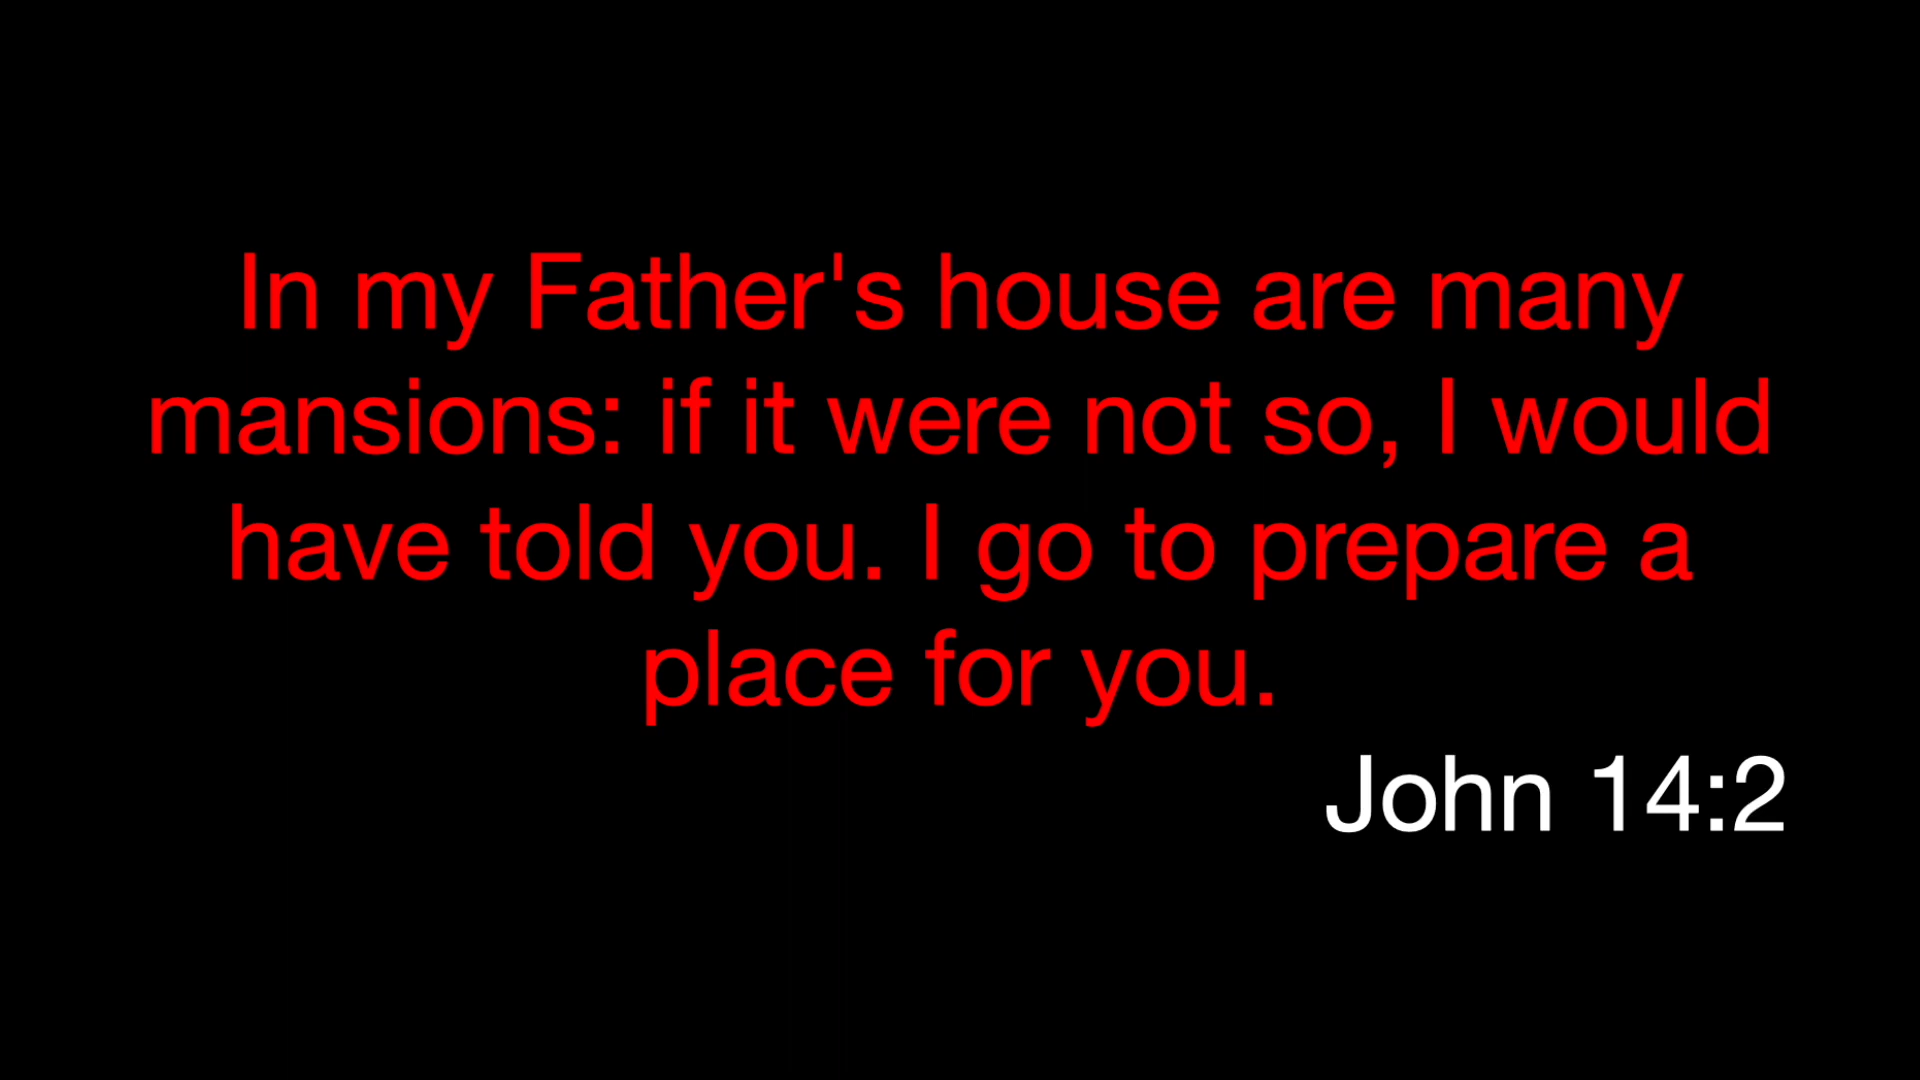 In my Father's house are many
mansions: if it were not so, I would
have told you. I go to prepare a
place for you.
John 14:2